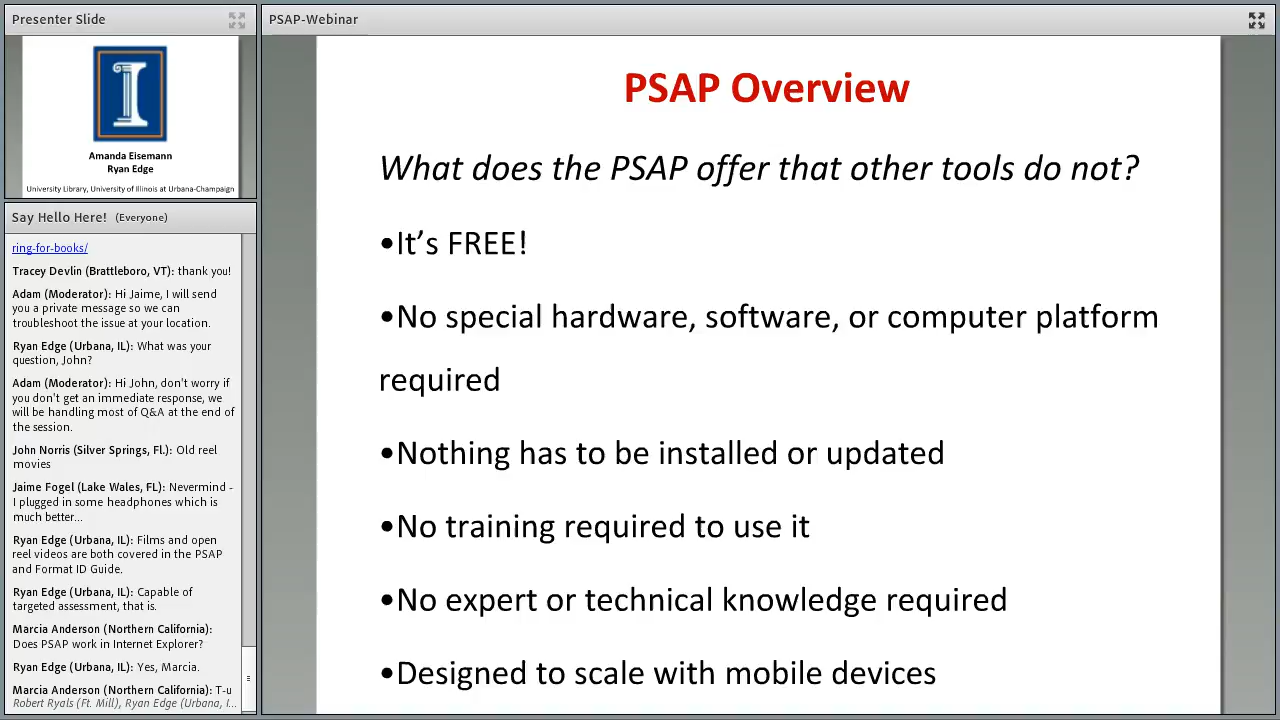 Presenter Slide
Amanda Eisemann
Ryan Edge
University Library, University of Illinois at Urbana-Champaign
Say Hello Here! (Everyone)
ring-for-books/
Tracey Devlin (Brattleboro, VT): thank you!
Adam (Moderator): Hi Jaime, I will send
you a private message so we can
troubleshoot the issue at your location.
Ryan Edge (Urbana, IL): What was your
question, John?
Adam (Moderator): Hi John, don't worry if
you don't get an immediate response, we
will be handling most of Q&A at the end of
the session.
John Norris (Silver Springs, Fl.): Old reel
movies
Jaime Fogel (Lake Wales, FL): Nevermind -
I plugged in some headphones which is
much better...
Ryan Edge (Urbana, IL): Films and open
reel videos are both covered in the PSAP
and Format ID Guide.
Ryan Edge (Urbana, IL): Capable of
targeted assessment, that is.
Marcia Anderson (Northern California):
Does PSAP work in Internet Explorer?
Ryan Edge (Urbana, IL): Yes, Marcia.
Marcia Anderson (Northern California): T-u
Robert Ryals (Ft. Mill), Ryan Edge (Urbana, I...
PSAP-Webinar
PSAP Overview
What does the PSAP offer that other tools do not?
•It's FREE!
•No special hardware, software, or computer platform
required
•Nothing has to be installed or updated
•No training required to use it
•No expert or technical knowledge required
•Designed to scale with mobile devices